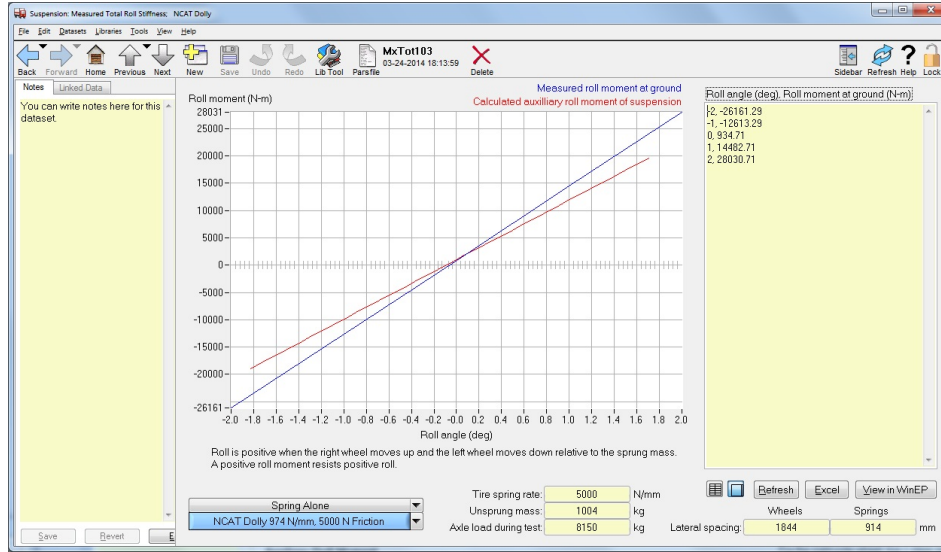 Suspension: Measured Total Roll Stiffness; NCAT Dolly
File Edit Datasets Libraries Tools View Help
Back Forward Home Previous Next New Save Undo Redo Lib Tool Parsfile
MxTot103
03-24-2014 18:13:59
Delete Sidebar Refresh Help Lock
Notes Linked Data
You can write notes here for this
dataset.
Roll moment (N-m)
Measured roll moment at ground
Calculated auxilliary roll moment of suspension
28031
25000
20000
15000
10000
5000
0
-5000
-10000
-15000
-20000
-26161
-2.0 -1.8 -1.6 -1.4 -1.2 -1.0 -0.8 -0.6 -0.4 -0.2 -0.0 0.2 0.4 0.6 0.8 1.0 1.2 1.4 1.6 1.8 2.0
Roll angle (deg)
Roll is positive when the right wheel moves up and the left wheel moves down relative to the sprung mass.
A positive roll moment resists positive roll.
Roll angle (deg), Roll moment at ground (N-m)
-2, -26161.29
-1, -12613.29
0, 934.71
1, 14482.71
2, 28030.71
Spring Alone
NCAT Dolly 974 N/mm, 5000 N Friction
Tire spring rate: 5000 N/mm
Unsprung mass: 1004 kg
Axle load during test: 8150 kg
Refresh Excel View in WinEP
Wheels Springs
Lateral spacing: 1844 914 mm
Save Revert E